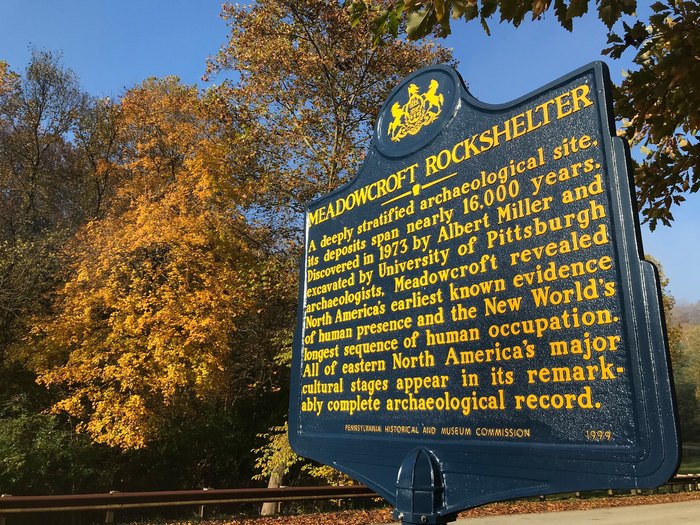 MEADOWCROFT ROCKSHELTER
A deeply stratified archaeological site,
its deposits span nearly 16,000 years.
Discovered in 1973 by Albert Miller and
excavated by University of Pittsburgh
archaeologists, Meadowcroft revealed
North America's earliest known evidence
of human presence and the New World's
longest sequence of human occupation.
All of eastern North America's major
cultural stages appear in its remark-
ably complete archaeological record.
PENNSYLVANIA HISTORICAL AND MUSEUM COMMISSION 1999